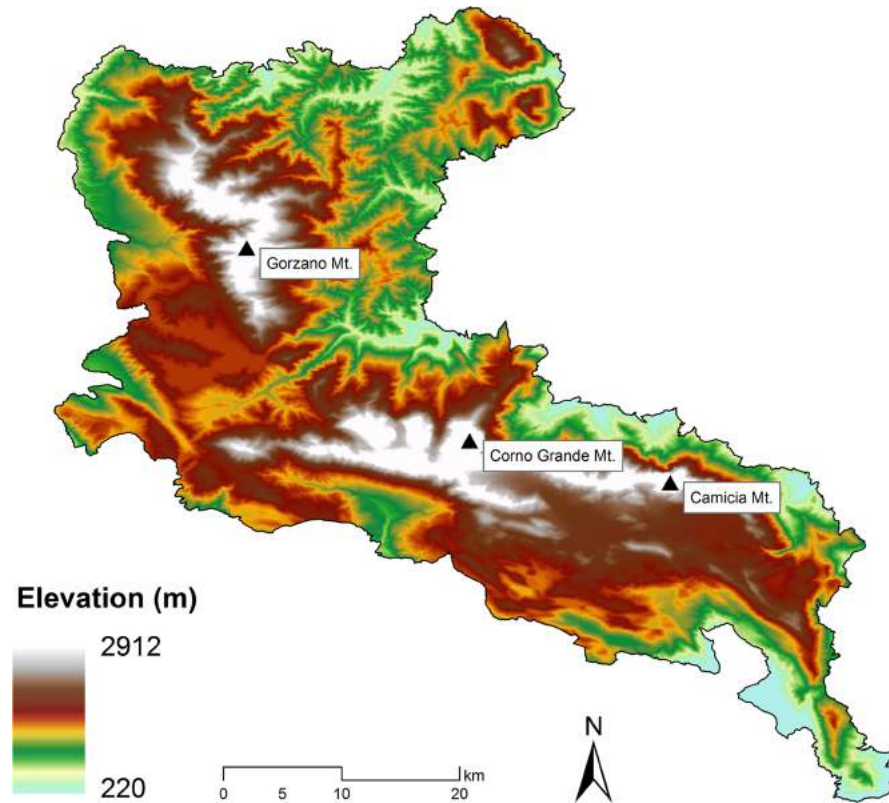 Gorzano Mt.
Corno Grande Mt.
Camicia Mt.
Elevation (m)
2912
220
N
km
0 5 10 20